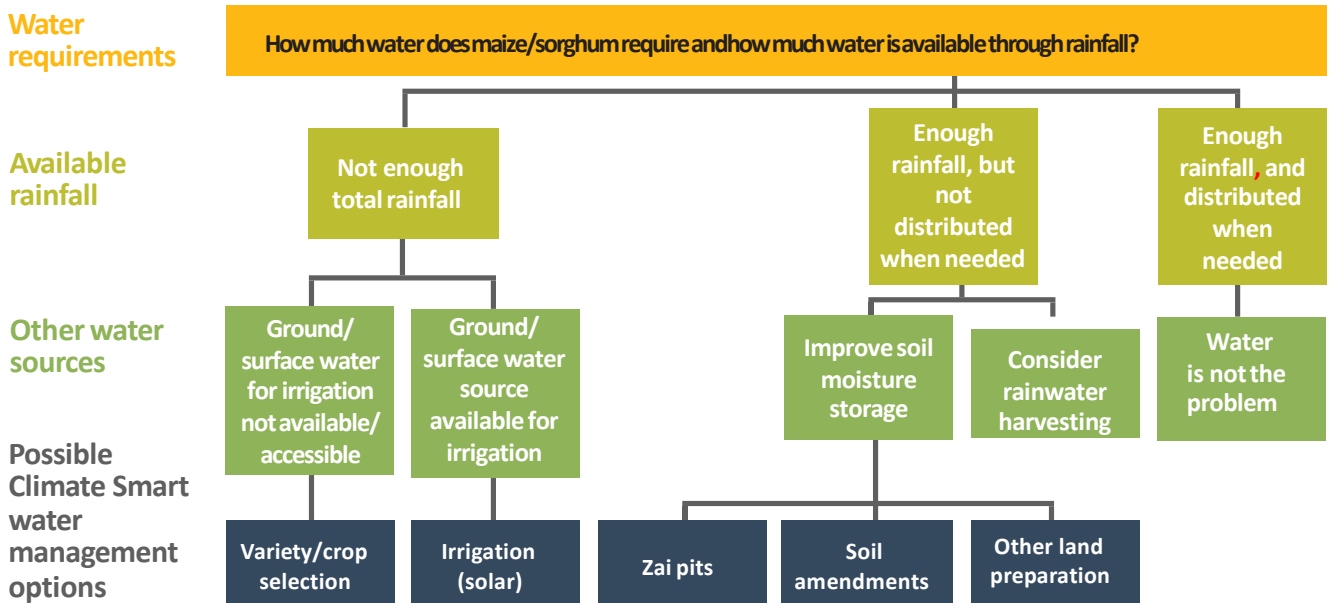 Water
requirements
How much water does maize/sorghum require andhow much water is available through rainfall?
Available
rainfall
Not enough
total rainfall
Enough
rainfall, but
not
distributed
when needed
Enough
rainfall, and
distributed
when
needed
Other water
sources
Ground/
surface water
for irrigation
not available/
accessible
Ground/
surface water
source
available for
irrigation
Improve soil
moisture
storage
Consider
rainwater
harvesting
Water
is not the
problem
Possible
Climate Smart
water
management
options
Variety/crop
selection
Irrigation
(solar)
Zai pits
Soil
amendments
Other land
preparation